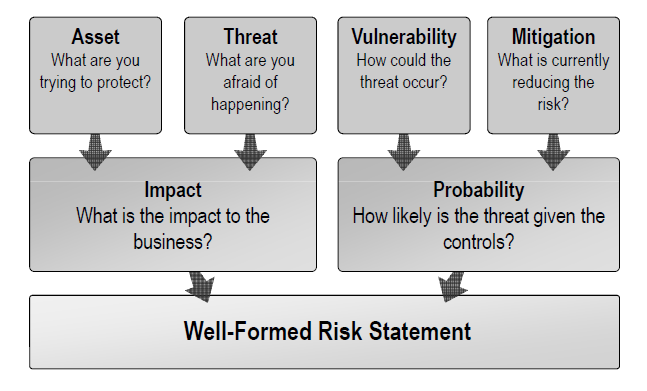 Asset
What are you
trying to protect?
Threat
What are you
afraid of
happening?
Vulnerability
How could the
threat occur?
Mitigation
What is currently
reducing the
risk?
Impact
What is the impact to the
business?
Probability
How likely is the threat given the
controls?
Well-Formed Risk Statement